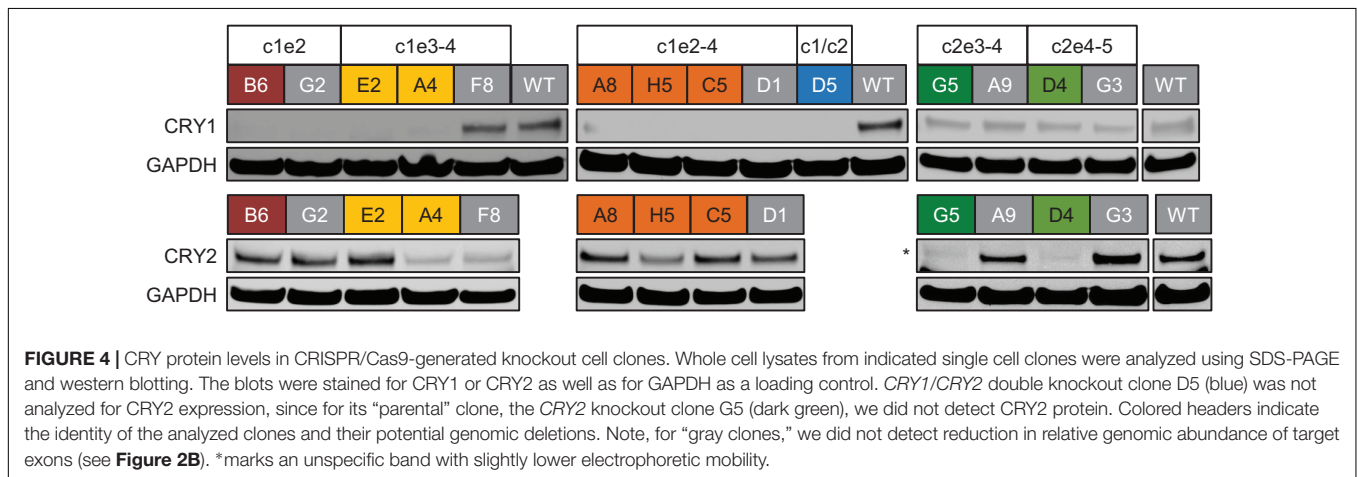 c1e2 c1e3-4 c1e2-4 c1/c2 c2e3-4 c2e4-5
B6 G2 E2 A4 F8 WT A8 H5 C5 D1 D5 WT G5 A9 D4 G3 WT
CRY1
GAPDH
B6 G2 E2 A4 F8 A8 H5 C5 D1 G5 A9 D4 G3 WT
CRY2 *
GAPDH
FIGURE 4 | CRY protein levels in CRISPR/Cas9-generated knockout cell clones. Whole cell lysates from indicated single cell clones were analyzed using SDS-PAGE
and western blotting. The blots were stained for CRY1 or CRY2 as well as for GAPDH as a loading control. CRY1/CRY2 double knockout clone D5 (blue) was not
analyzed for CRY2 expression, since for its “parental” clone, the CRY2 knockout clone G5 (dark green), we did not detect CRY2 protein. Colored headers indicate
the identity of the analyzed clones and their potential genomic deletions. Note, for “gray clones,” we did not detect reduction in relative genomic abundance of target
exons (see Figure 2B). *marks an unspecific band with slightly lower electrophoretic mobility.